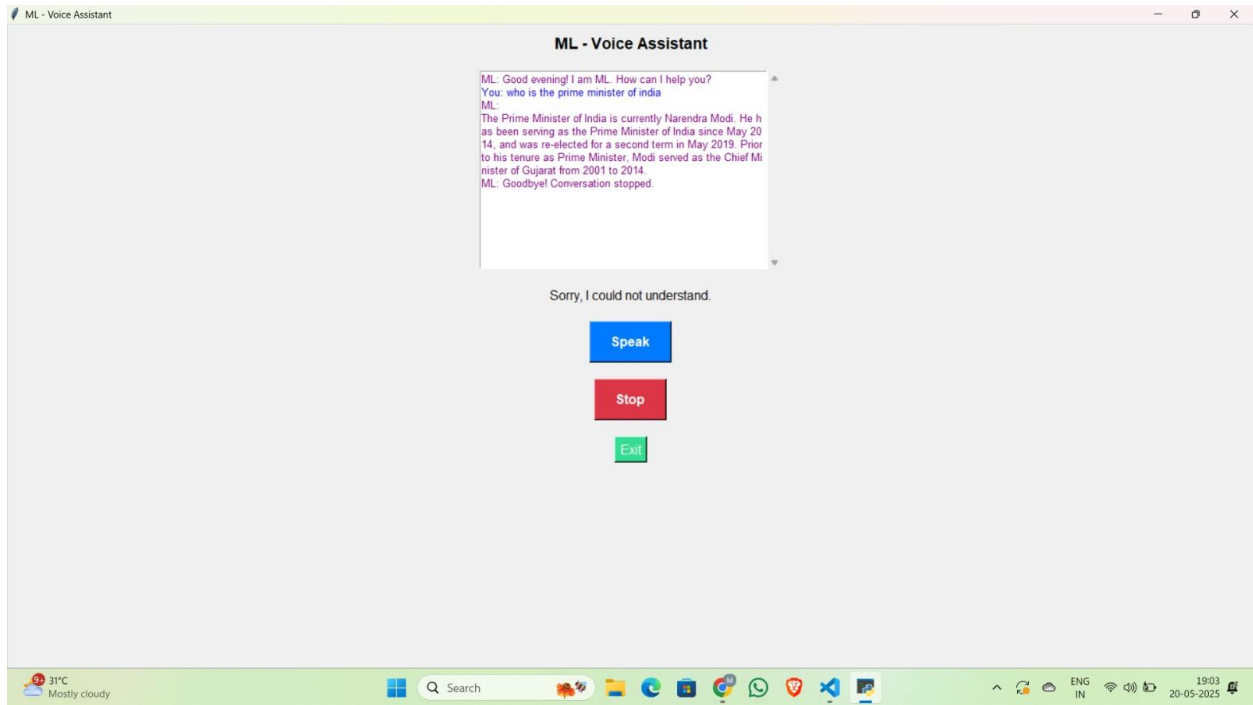 ML - Voice Assistant
ML - Voice Assistant
ML: Good evening! I am ML. How can I help you?
You: who is the prime minister of india
ML:
The Prime Minister of India is currently Narendra Modi. He h
as been serving as the Prime Minister of India since May 20
14, and was re-elected for a second term in May 2019. Prior
to his tenure as Prime Minister, Modi served as the Chief Mi
nister of Gujarat from 2001 to 2014.
ML: Goodbye! Conversation stopped.
Sorry, I could not understand.
Speak
Stop
Exit
9+
31°C
Mostly cloudy
Search
M
ENG
IN
19:03
20-05-2025